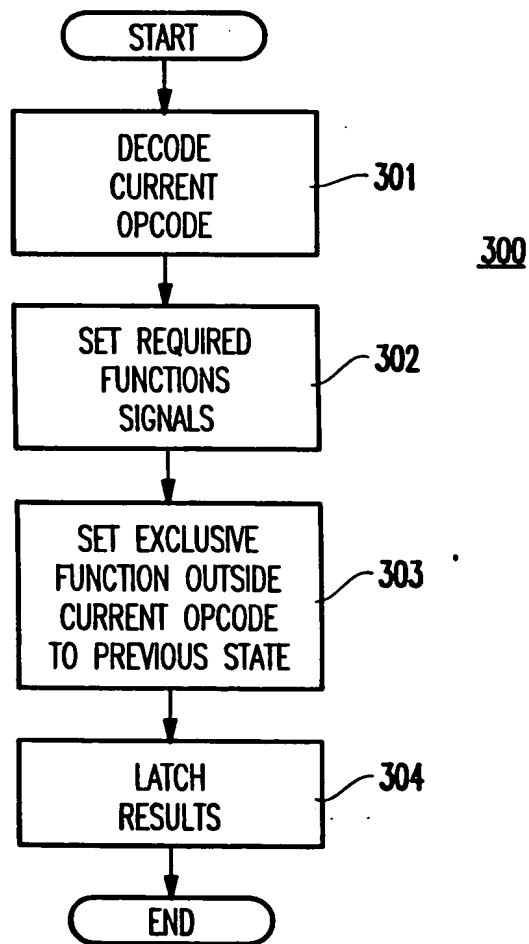 START
DECODE
CURRENT
OPCODE
301
300
SET REQUIRED
FUNCTIONS
SIGNALS
302
SET EXCLUSIVE
FUNCTION OUTSIDE
CURRENT OPCODE
TO PREVIOUS STATE
303
LATCH
RESULTS
304
END